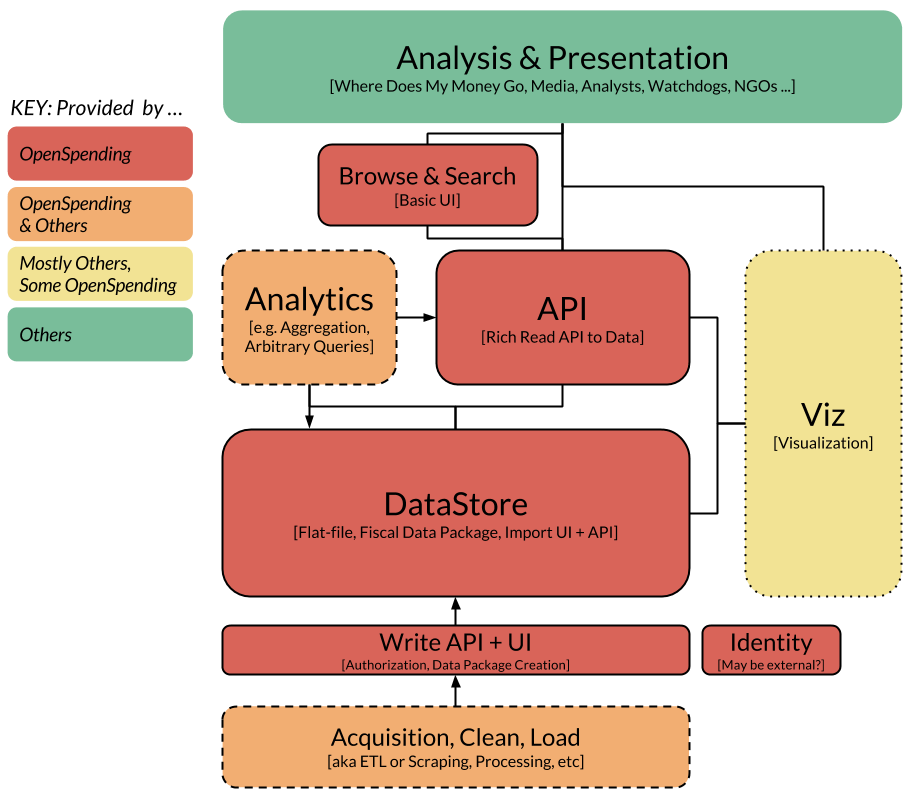 Analysis & Presentation
[Where Does My Money Go, Media, Analysts, Watchdogs, NGOs ...]
KEY: Provided by ...
OpenSpending
OpenSpending
& Others
Mostly Others,
Some OpenSpending
Others
Browse & Search
[Basic UI]
Analytics
[e.g. Aggregation,
Arbitrary Queries]
API
[Rich Read API to Data]
Viz
[Visualization]
DataStore
[Flat-file, Fiscal Data Package, Import UI + API]
Write API + UI
[Authorization, Data Package Creation]
Identity
[May be external?]
Acquisition, Clean, Load
[aka ETL or Scraping, Processing, etc]